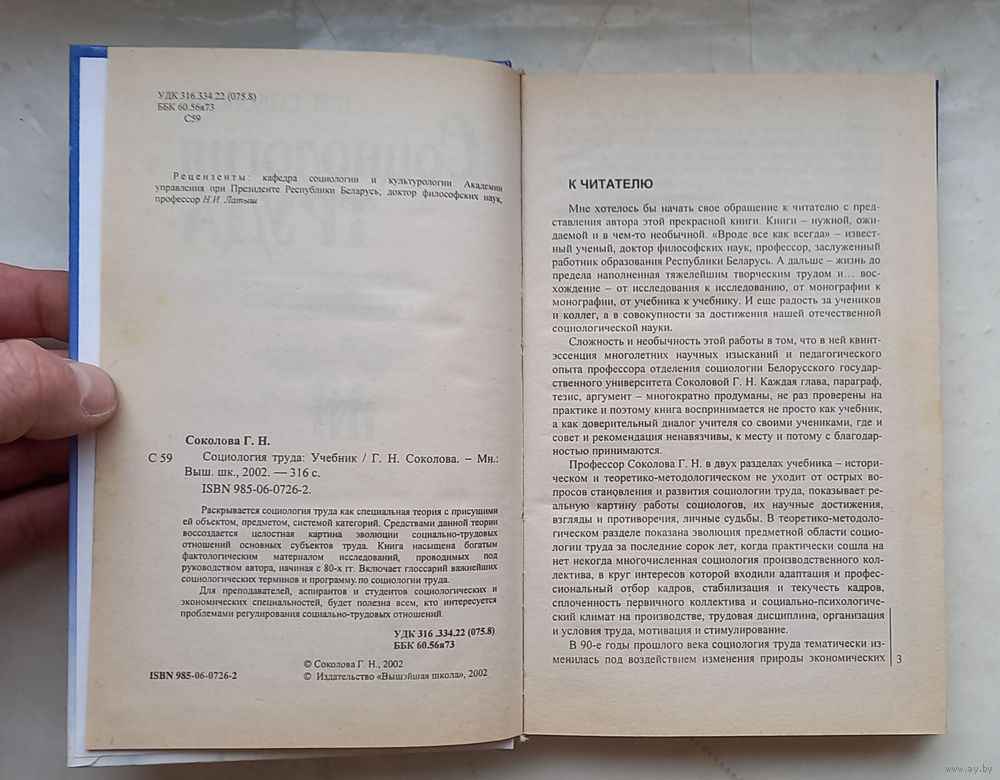 УДК 316.334.22 (075.8)
ББК 60.56я73
С59
Рецензенты: кафедра социологии и культурологии Академии
управления при Президенте Республики Беларусь; доктор философских наук,
профессор Н.И. Латыш
Соколова Г. Н.
С 59 Социология труда: Учебник / Г. Н. Соколова. – Мн.:
Выш. шк., 2002. — 316 с.
ISBN 985-06-0726-2.
Раскрывается социология труда как специальная теория с присущими
ей объектом, предметом, системой категорий. Средствами данной теории
воссоздается целостная картина эволюции социально-трудовых
отношений основных субъектов труда. Книга насыщена богатым
фактологическим материалом исследований, проводимых под
руководством автора, начиная с 80-х гг. Включает глоссарий важнейших
социологических терминов и программу по социологии труда.
Для преподавателей, аспирантов и студентов социологических и
экономических специальностей, будет полезна всем, кто интересуется
проблемами регулирования социально-трудовых отношений.
УДК 316 .334.22 (075.8)
ББК 60.56я73
© Соколова Г. Н., 2002
ISBN 985-06-0726-2 © Издательство «Вышэйшая школа», 2002
К ЧИТАТЕЛЮ
Мне хотелось бы начать свое обращение к читателю с пред-
ставления автора этой прекрасной книги. Книги – нужной, ожи-
даемой и в чем-то необычной. «Вроде все как всегда» – извест-
ный ученый, доктор философских наук, профессор, заслуженный
работник образования Республики Беларусь. А дальше – жизнь до
предела наполненная тяжелейшим творческим трудом и... вос-
хождение – от исследования к исследованию, от монографии к
монографии, от учебника к учебнику. И еще радость за учеников
и коллег, а в совокупности за достижения нашей отечественной
социологической науки.
Сложность и необычность этой работы в том, что в ней квинт-
эссенция многолетних научных изысканий и педагогического
опыта профессора отделения социологии Белорусского государ-
ственного университета Соколовой Г. Н. Каждая глава, параграф,
тезис, аргумент – многократно продуманы, не раз проверены на
практике и поэтому книга воспринимается не просто как учебник,
а как доверительный диалог учителя со своими учениками, где и
совет и рекомендация ненавязчивы, к месту и потому с благодар-
ностью принимаются.
Профессор Соколова Г. Н. в двух разделах учебника – историче-
ском и теоретико-методологическом не уходит от острых во-
просов становления и развития социологии труда, показывает ре-
альную картину работы социологов, их научные достижения,
взгляды и противоречия, личные судьбы. В теоретико-методоло-
гическом разделе показана эволюция предметной области социо-
логии труда за последние сорок лет, когда практически сошла на
нет некогда многочисленная социология производственного кол-
лектива, в круг интересов которой входили адаптация и профес-
сиональный отбор кадров, стабилизация и текучесть кадров,
сплоченность первичного коллектива и социально-психологиче-
ский климат на производстве, трудовая дисциплина, организация
и условия труда, мотивация и стимулирование.
В 90-е годы прошлого века социология труда тематически из-
менилась под воздействием изменения природы экономических
3
www.ay.by